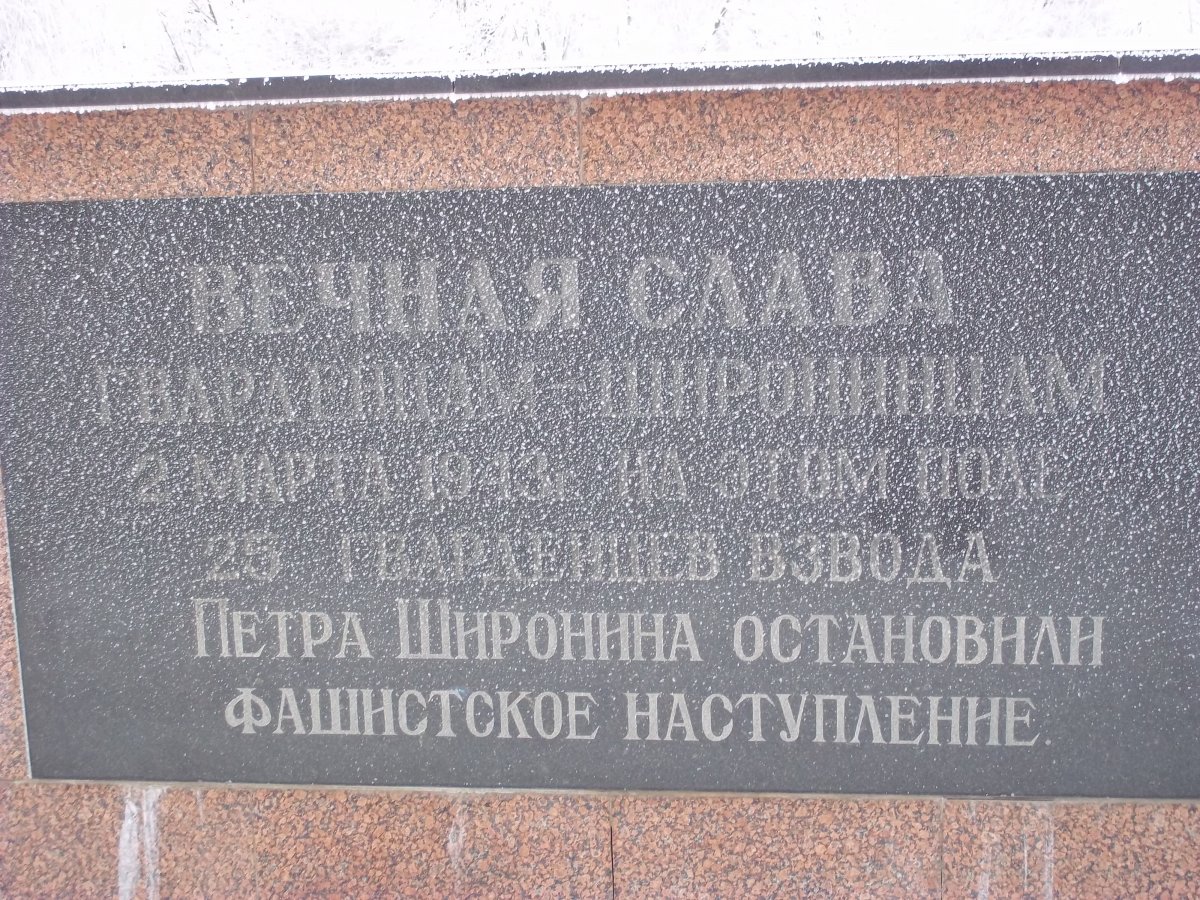 ВЕЧНАЯ СЛАВА
ГВАРДЕЙЦАМ-ШИРОНИНЦАМ
2 МАРТА 1943г. НА ЭТОМ ПОЛЕ
25 ГВАРДЕЙЦЕВ ВЗВОДА
ПЕТРА ШИРОНИНА ОСТАНОВИЛИ
ФАШИСТСКОЕ НАСТУПЛЕНИЕ.